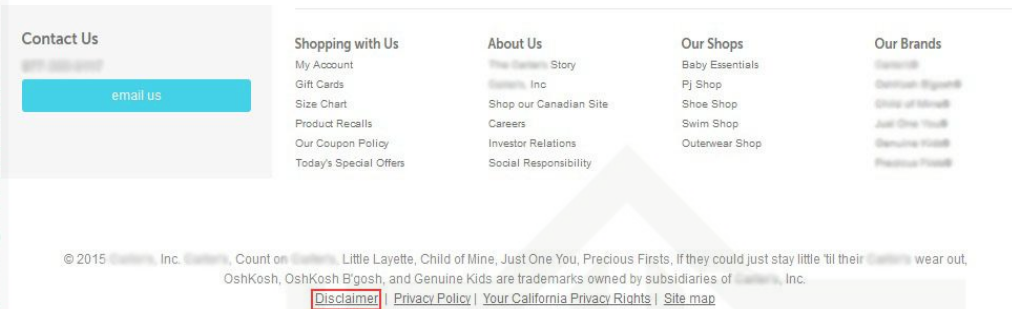 Contact Us
email us
Shopping with Us
My Account
Gift Cards
Size Chart
Product Recalls
Our Coupon Policy
Today's Special Offers
About Us
Story
Inc
Shop our Canadian Site
Careers
Investor Relations
Social Responsibility
Our Shops
Baby Essentials
Pj Shop
Shoe Shop
Swim Shop
Outerwear Shop
Our Brands
© 2015 Inc. Count on Little Layette, Child of Mine, Just One You, Precious Firsts, If they could just stay little 'til their wear out,
OshKosh, OshKosh B'gosh, and Genuine Kids are trademarks owned by subsidiaries of Inc.
Disclaimer | Privacy Policy | Your California Privacy Rights | Site map